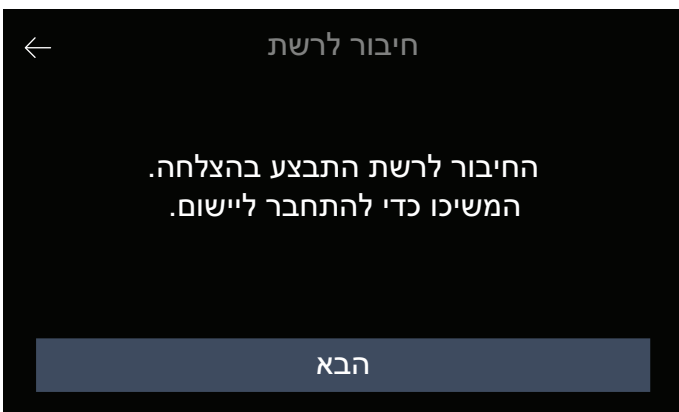 חיבור לרשת
החיבור לרשת התבצע בהצלחה.
המשיכו כדי להתחבר ליישום.
הבא